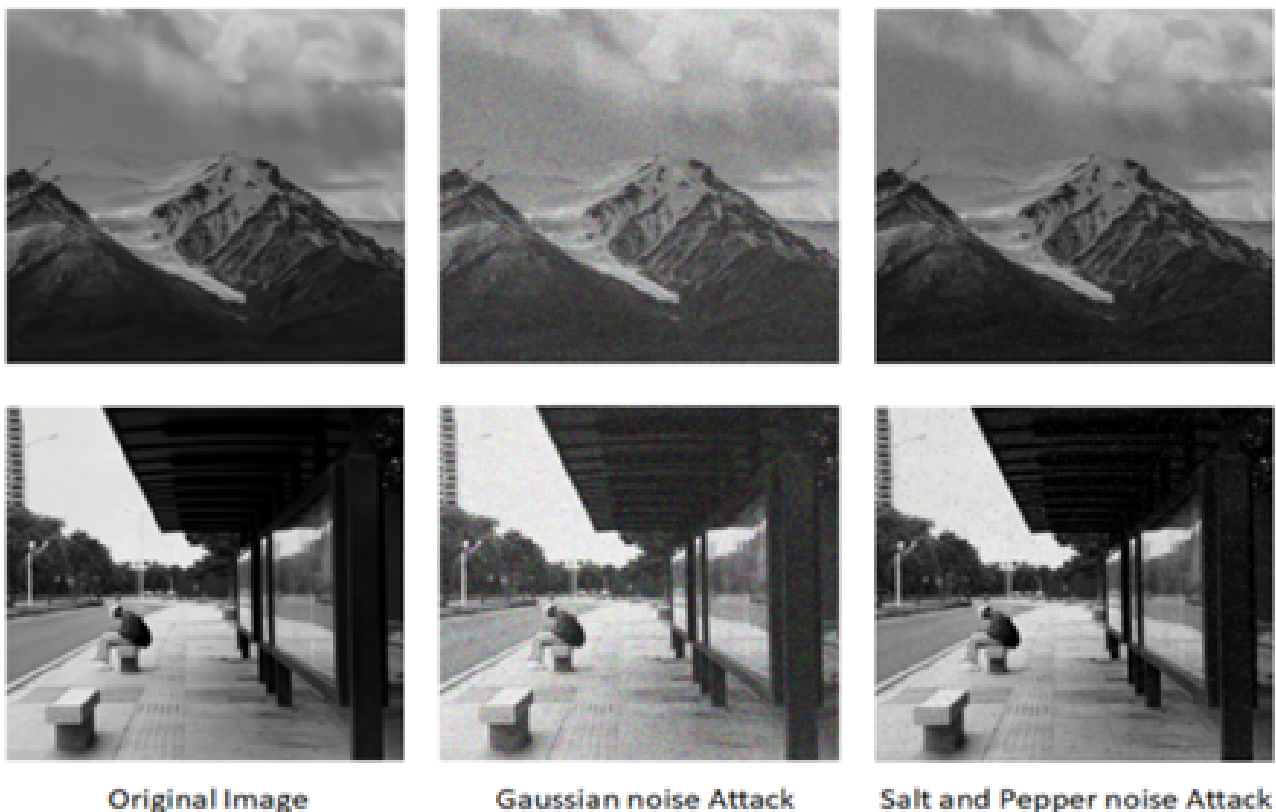 Original Image
Gaussian noise Attack
Salt and Pepper noise Attack